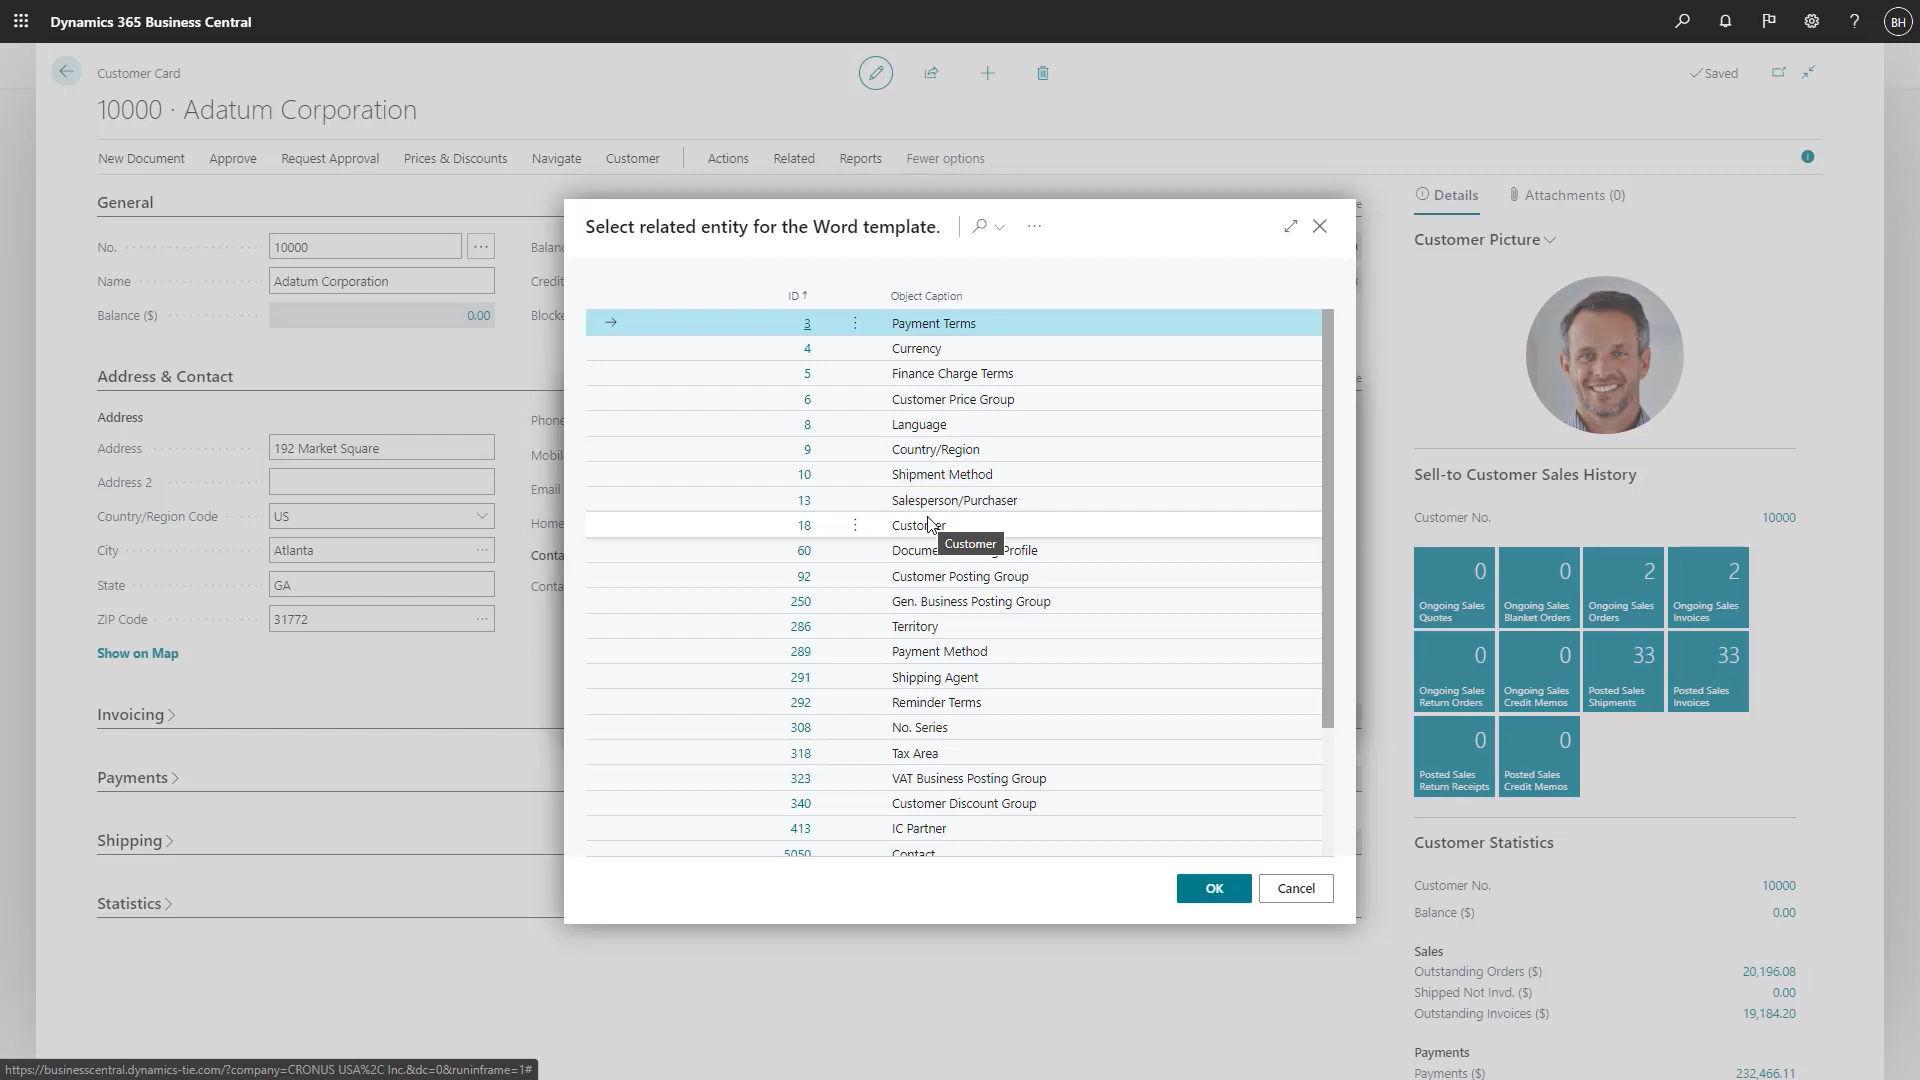 Dynamics 365 Business Central
?
BH
Customer Card
Saved
10000 · Adatum Corporation
New Document
Approve
Request Approval
Prices & Discounts
Navigate
Customer
Actions
Related
Reports
Fewer options
General
No.
10000
Name
Adatum Corporation
Balance ($)
0.00
Address & Contact
Address
Address
192 Market Square
Address 2
Country/Region Code
US
City
Atlanta
State
GA
ZIP Code
31772
Show on Map
Invoicing
Payments
Shipping
Statistics
Select related entity for the Word template.
ID Object Caption
3 Payment Terms
4 Currency
5 Finance Charge Terms
6 Customer Price Group
8 Language
9 Country/Region
10 Shipment Method
13 Salesperson/Purchaser
18 Customer
Customer
60 Profile
92 Customer Posting Group
250 Gen. Business Posting Group
286 Territory
289 Payment Method
291 Shipping Agent
292 Reminder Terms
308 No. Series
318 Tax Area
323 VAT Business Posting Group
340 Customer Discount Group
413 IC Partner
5050 Contact
OK
Cancel
Details
Attachments (0)
Customer Picture
Sell-to Customer Sales History
Customer No.
10000
0
Ongoing Sales
Quotes
0
Ongoing Sales
Blanket Orders
2
Ongoing Sales
Orders
2
Ongoing Sales
Invoices
0
Ongoing Sales
Return Orders
0
Ongoing Sales
Credit Memos
33
Posted Sales
Shipments
33
Posted Sales
Invoices
0
Posted Sales
Return Receipts
0
Posted Sales
Credit Memos
Customer Statistics
Customer No.
10000
Balance ($)
0.00
Sales
Outstanding Orders ($)
20,196.08
Shipped Not Invd. ($)
0.00
Outstanding Invoices ($)
19,184.20
Payments
Payments ($)
232,466.11
https://businesscentral.dynamics-tie.com/?company=CRONUS USA%2C Inc.&dc=0&runinframe=1#